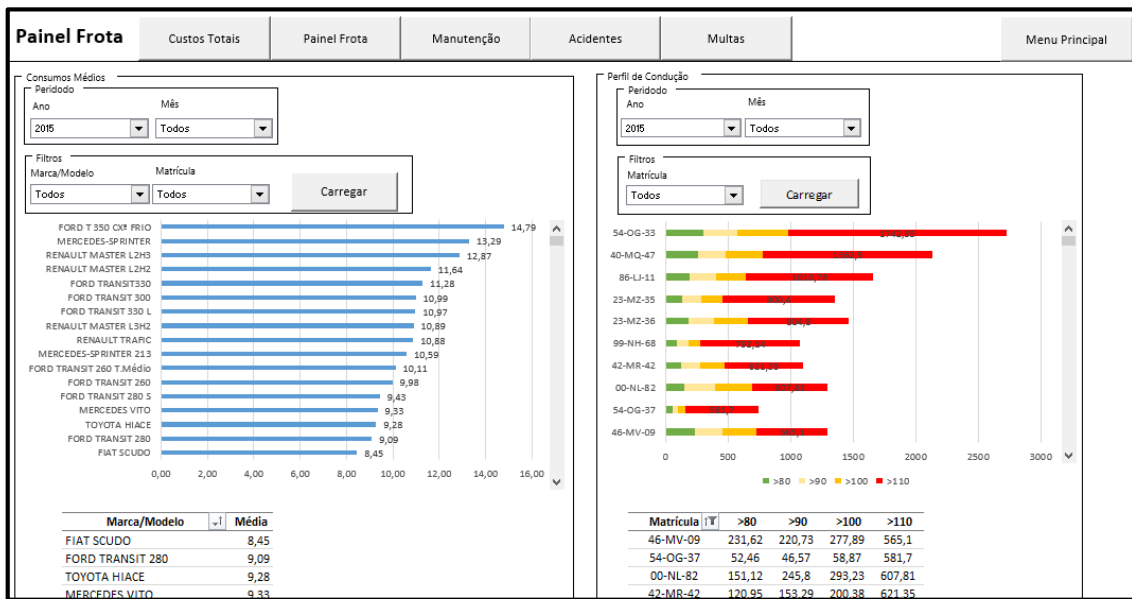 Painel Frota
Custos Totais
Painel Frota
Manutenção
Acidentes
Multas
Menu Principal
Consumos Médios
Peridodo
Ano
Mês
2015
Todos
Filtros
Marca/Modelo
Matrícula
Todos
Todos
Carregar
FORD T 350 CXª FRIO 14,79
MERCEDES-SPRINTER 13,29
RENAULT MASTER L2H3 12,87
RENAULT MASTER L2H2 11,64
FORD TRANSIT330 11,28
FORD TRANSIT 300 10,99
FORD TRANSIT 330 L 10,97
RENAULT MASTER L3H2 10,89
RENAULT TRAFIC 10,88
MERCEDES-SPRINTER 213 10,59
FORD TRANSIT 260 T.Médio 10,11
FORD TRANSIT 260 9,98
FORD TRANSIT 280 S 9,43
MERCEDES VITO 9,33
TOYOTA HIACE 9,28
FORD TRANSIT 280 9,09
FIAT SCUDO 8,45
0,00 2,00 4,00 6,00 8,00 10,00 12,00 14,00 16,00
Marca/Modelo Média
FIAT SCUDO 8,45
FORD TRANSIT 280 9,09
TOYOTA HIACE 9,28
MERCEDES VITO 9,33
Perfil de Condução
Peridodo
Ano
Mês
2015
Todos
Filtros
Matrícula
Todos
Carregar
54-OG-33
40-MQ-47
86-LJ-11
23-MZ-35
23-MZ-36
99-NH-68
42-MR-42
00-NL-82
54-OG-37
46-MV-09
0 500 1000 1500 2000 2500 3000
>80 >90 >100 >110
Matrícula >80 >90 >100 >110
46-MV-09 231,62 220,73 277,89 565,1
54-OG-37 52,46 46,57 58,87 581,7
00-NL-82 151,12 245,8 293,23 607,81
42-MR-42 120,95 153,29 200,38 621,35